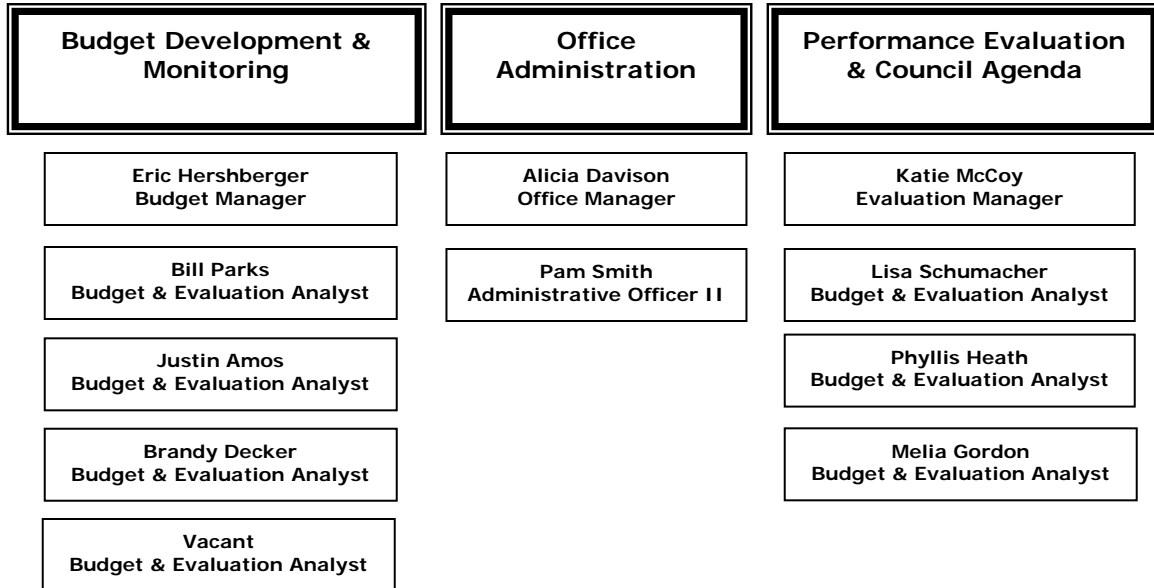 Budget Development &
Monitoring
Eric Hershberger
Budget Manager
Bill Parks
Budget & Evaluation Analyst
Justin Amos
Budget & Evaluation Analyst
Brandy Decker
Budget & Evaluation Analyst
Vacant
Budget & Evaluation Analyst
Office
Administration
Alicia Davison
Office Manager
Pam Smith
Administrative Officer II
Performance Evaluation
& Council Agenda
Katie McCoy
Evaluation Manager
Lisa Schumacher
Budget & Evaluation Analyst
Phyllis Heath
Budget & Evaluation Analyst
Melia Gordon
Budget & Evaluation Analyst